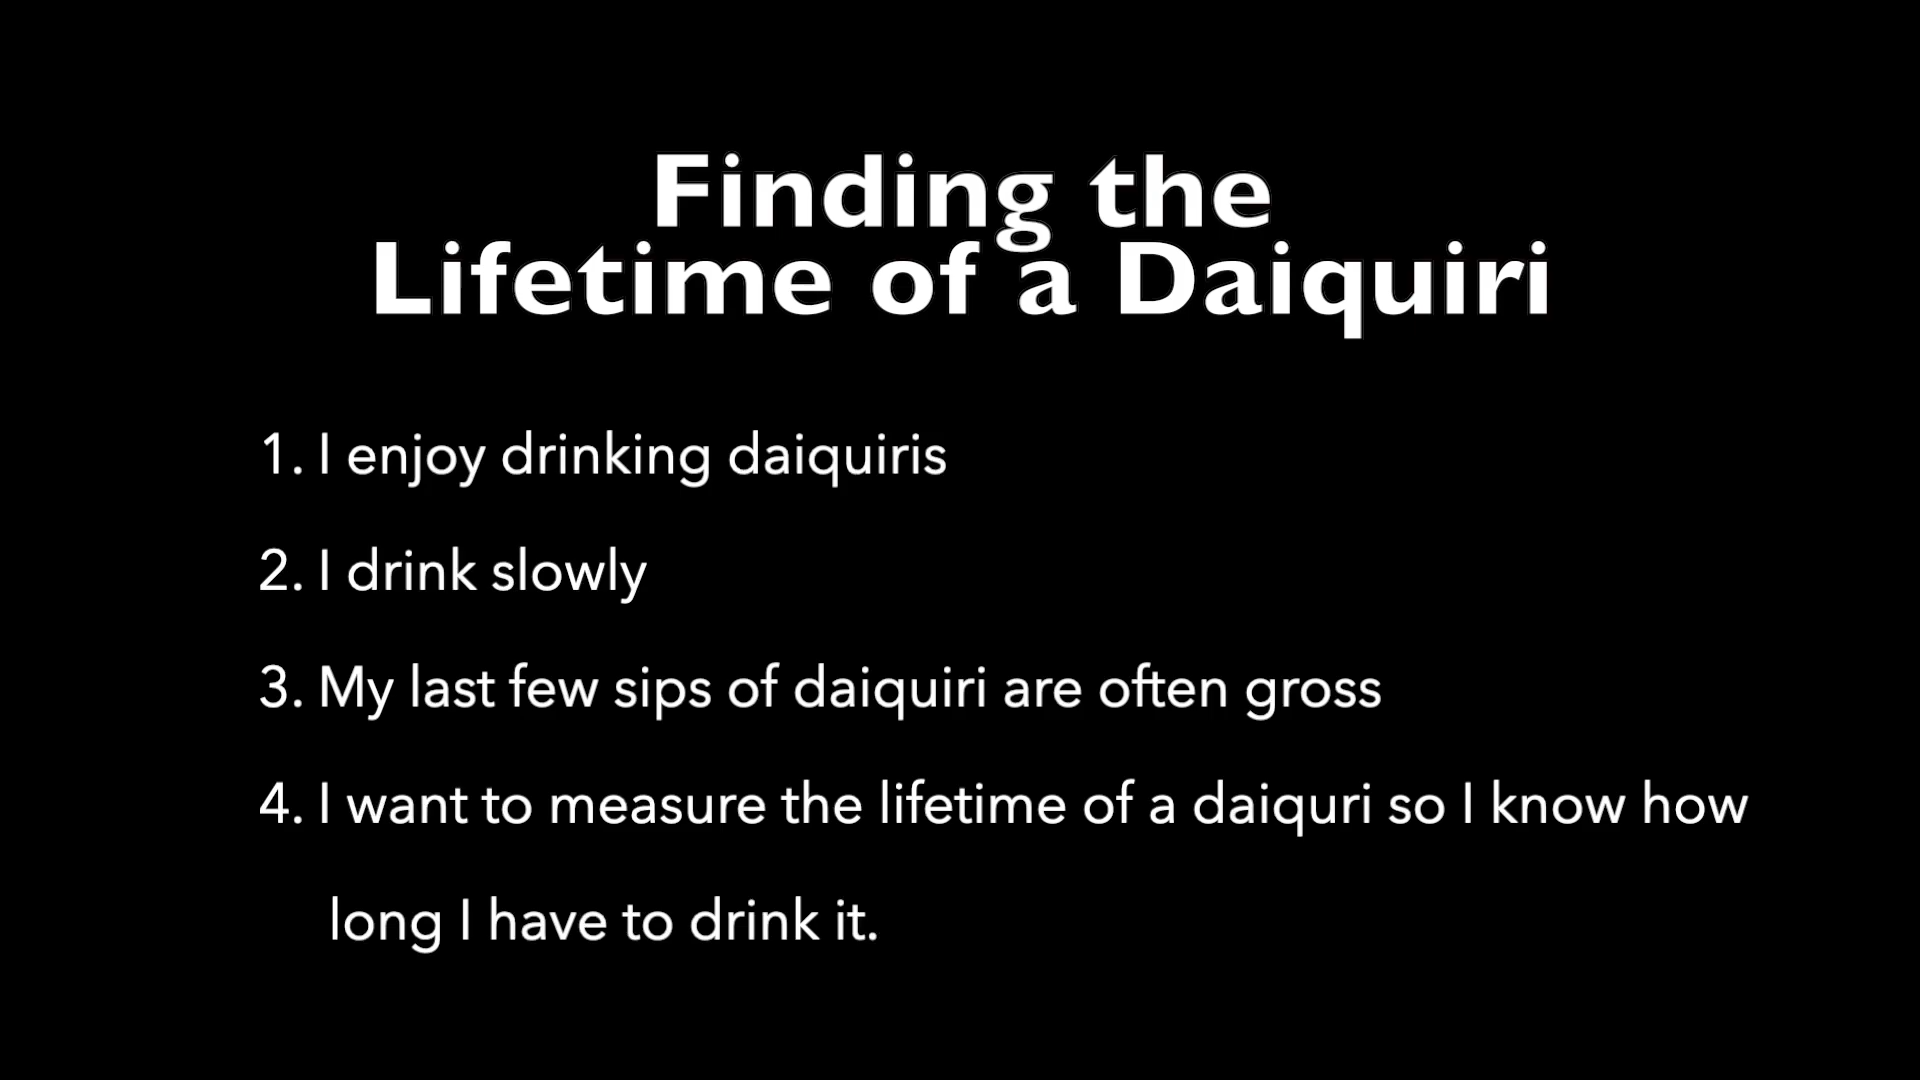 Finding the
Lifetime of a Daiquiri
1. I enjoy drinking daiquiris
2. I drink slowly
3. My last few sips of daiquiri are often gross
4. I want to measure the lifetime of a daiquri so I know how
long I have to drink it.